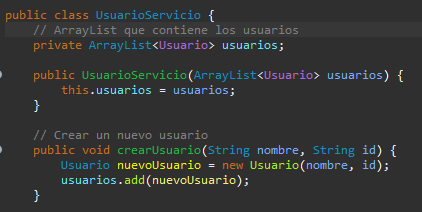 public class UsuarioServicio {
// ArrayList que contiene los usuarios
private ArrayList<Usuario> usuarios;
public UsuarioServicio(ArrayList<Usuario> usuarios) {
this.usuarios = usuarios;
}
// Crear un nuevo usuario
public void crearUsuario(String nombre, String id) {
Usuario nuevoUsuario = new Usuario(nombre, id);
usuarios.add(nuevoUsuario);
}